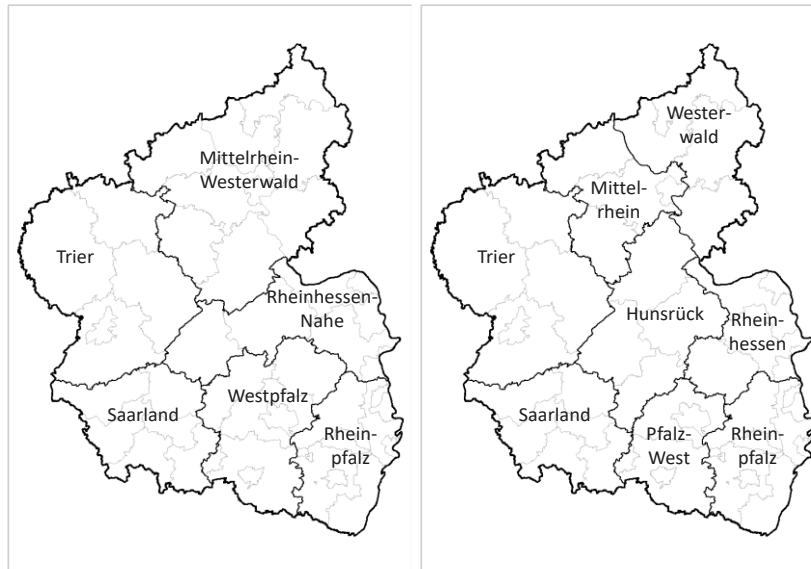 Mittelrhein-
Westerwald
Trier
Rheinhessen-
Nahe
Westpfalz
Saarland
Rhein-
pfalz
Wester-
wald
Mittel-
rhein
Trier
Hunsrück
Rhein-
hessen
Saarland
Pfalz-
West
Rhein-
pfalz